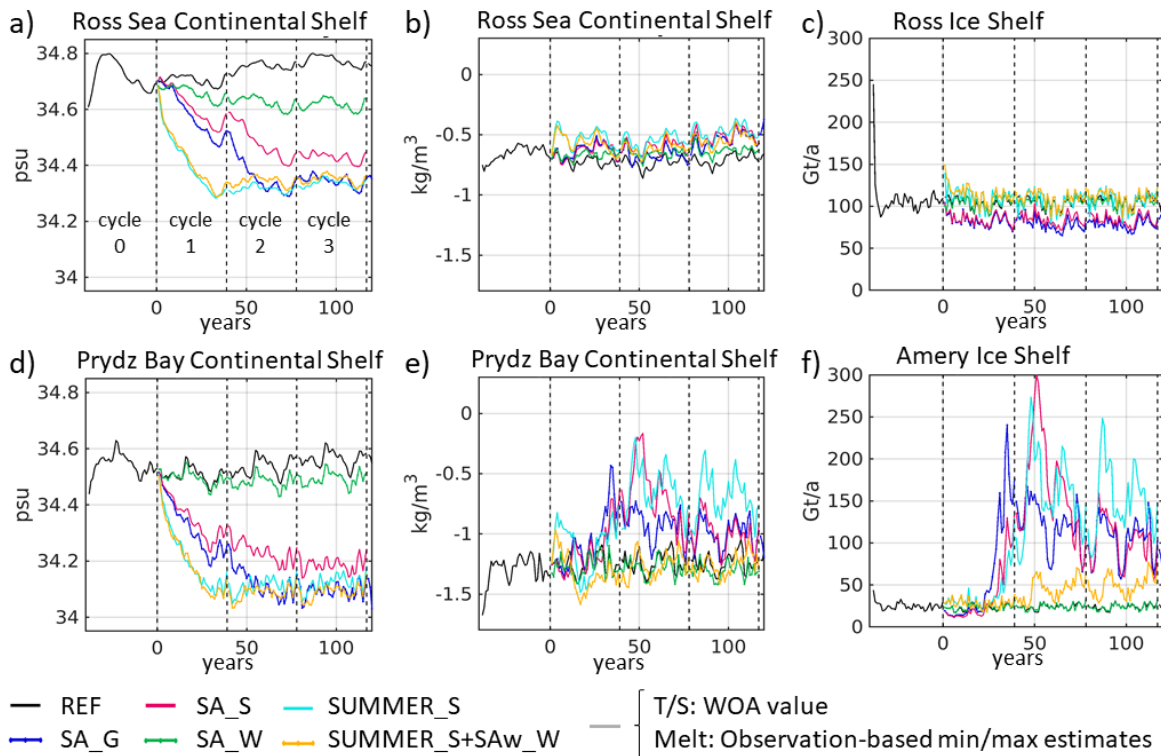 a) Ross Sea Continental Shelf
34.8
34.6
34.4
34.2
34
psu
cycle 0
cycle 1
cycle 2
cycle 3
0 50 100
years
b) Ross Sea Continental Shelf
0
-0.5
-1
-1.5
kg/m³
0 50 100
years
c) Ross Ice Shelf
300
250
200
150
100
50
0
Gt/a
0 50 100
years
d) Prydz Bay Continental Shelf
34.8
34.6
34.4
34.2
34
psu
0 50 100
years
e) Prydz Bay Continental Shelf
0
-0.5
-1
-1.5
kg/m³
0 50 100
years
f) Amery Ice Shelf
300
250
200
150
100
50
0
Gt/a
0 50 100
years
REF SA_S SUMMER_S
SA_G SA_W SUMMER_S+SAw_W
T/S: WOA value
Melt: Observation-based min/max estimates